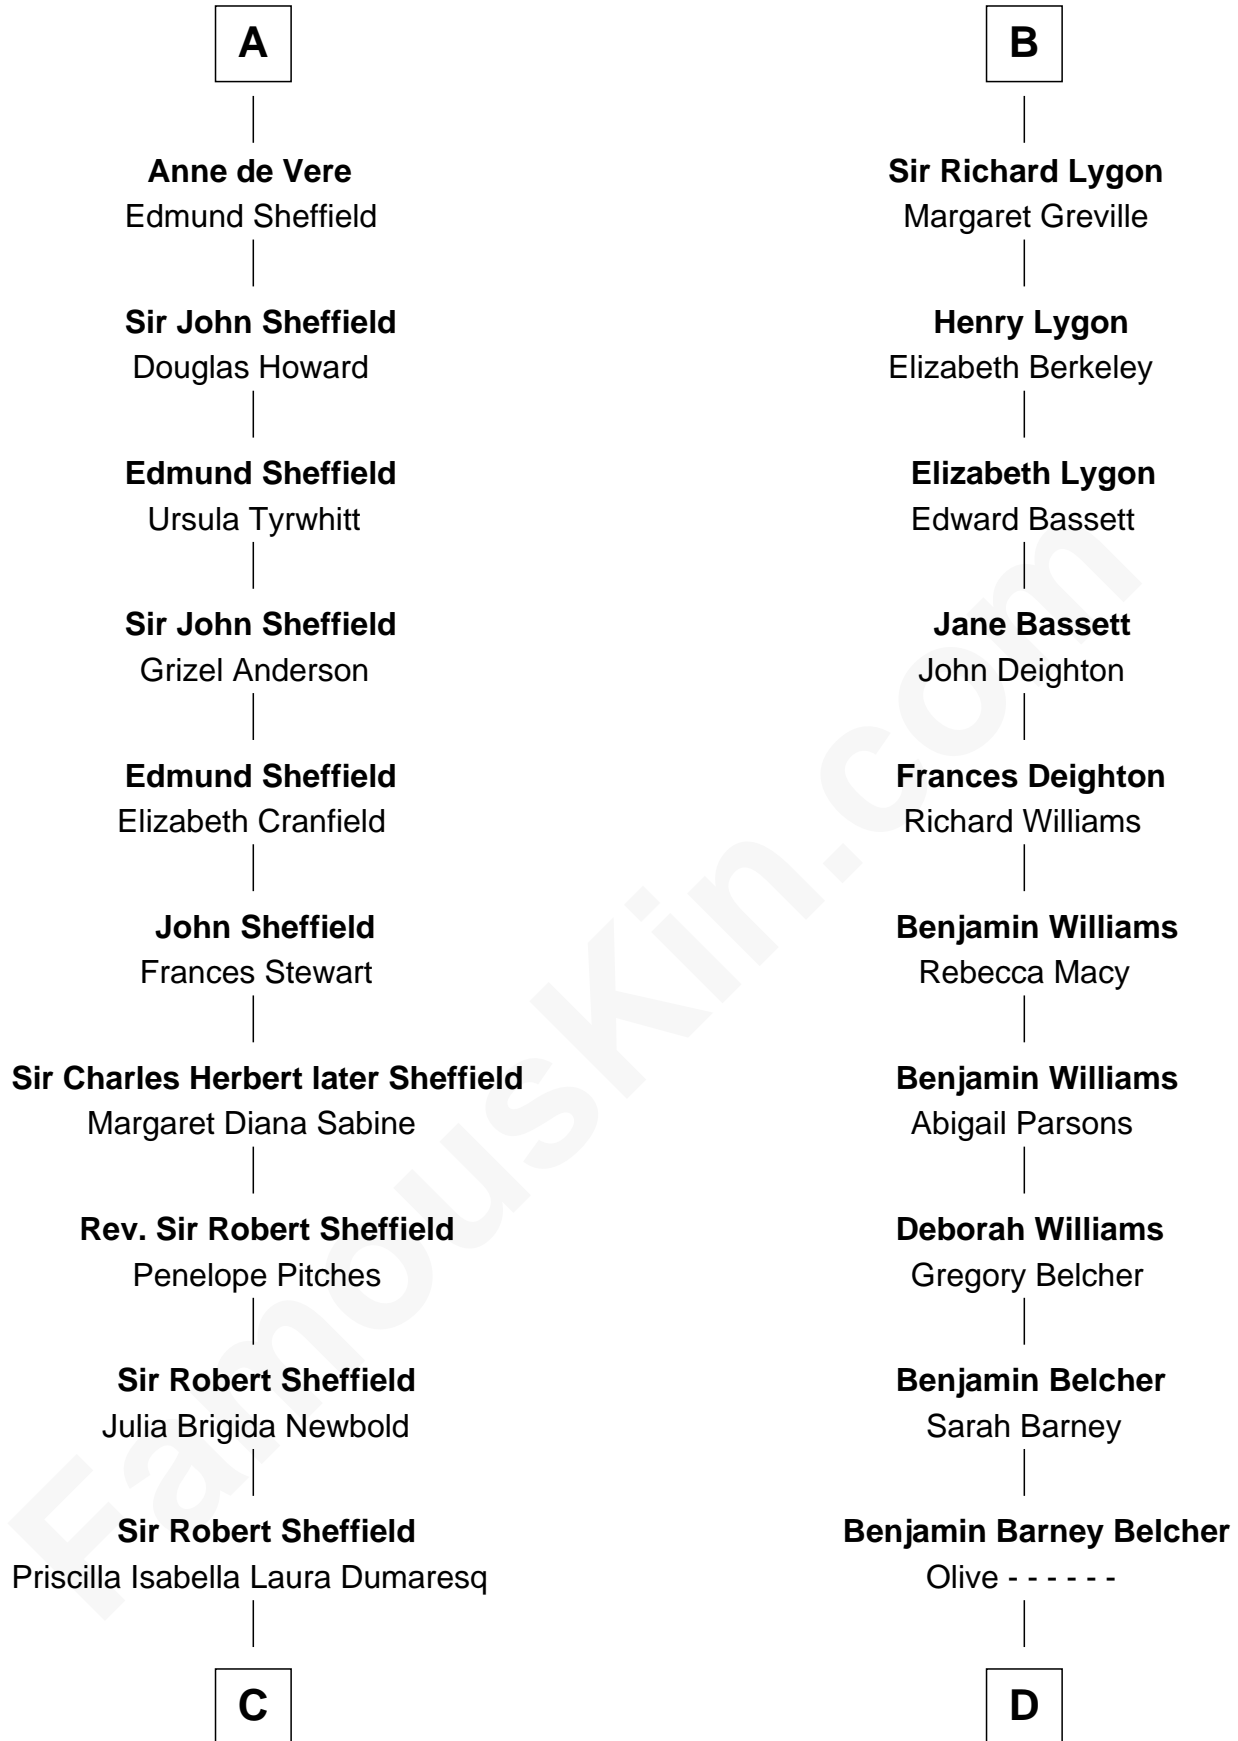 A
Anne de Vere
Edmund Sheffield
Sir John Sheffield
Douglas Howard
Edmund Sheffield
Ursula Tyrwhitt
Sir John Sheffield
Grizel Anderson
Edmund Sheffield
Elizabeth Cranfield
John Sheffield
Frances Stewart
Sir Charles Herbert later Sheffield
Margaret Diana Sabine
Rev. Sir Robert Sheffield
Penelope Pitches
Sir Robert Sheffield
Julia Brigida Newbold
Sir Robert Sheffield
Priscilla Isabella Laura Dumaresq
C
B
Sir Richard Lygon
Margaret Greville
Henry Lygon
Elizabeth Berkeley
Elizabeth Lygon
Edward Bassett
Jane Bassett
John Deighton
Frances Deighton
Richard Williams
Benjamin Williams
Rebecca Macy
Benjamin Williams
Abigail Parsons
Deborah Williams
Gregory Belcher
Benjamin Belcher
Sarah Barney
Benjamin Barney Belcher
Olive - - - - - -
D
FamousKin.com